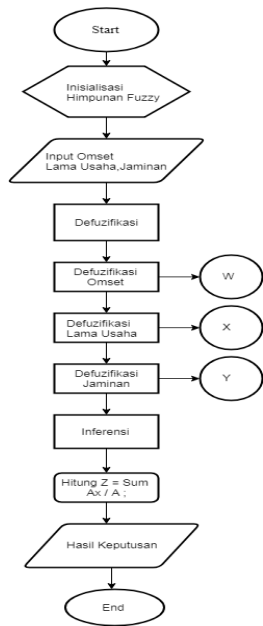 Start
Inisialisasi
Himpunan Fuzzy
Input Omset
Lama Usaha,Jaminan
Defuzifikasi
Defuzifikasi
Omset
W
Defuzifikasi
Lama Usaha
X
Defuzifikasi
Jaminan
Y
Inferensi
Hitung Z = Sum
Ax / A ;
Hasil Keputusan
End